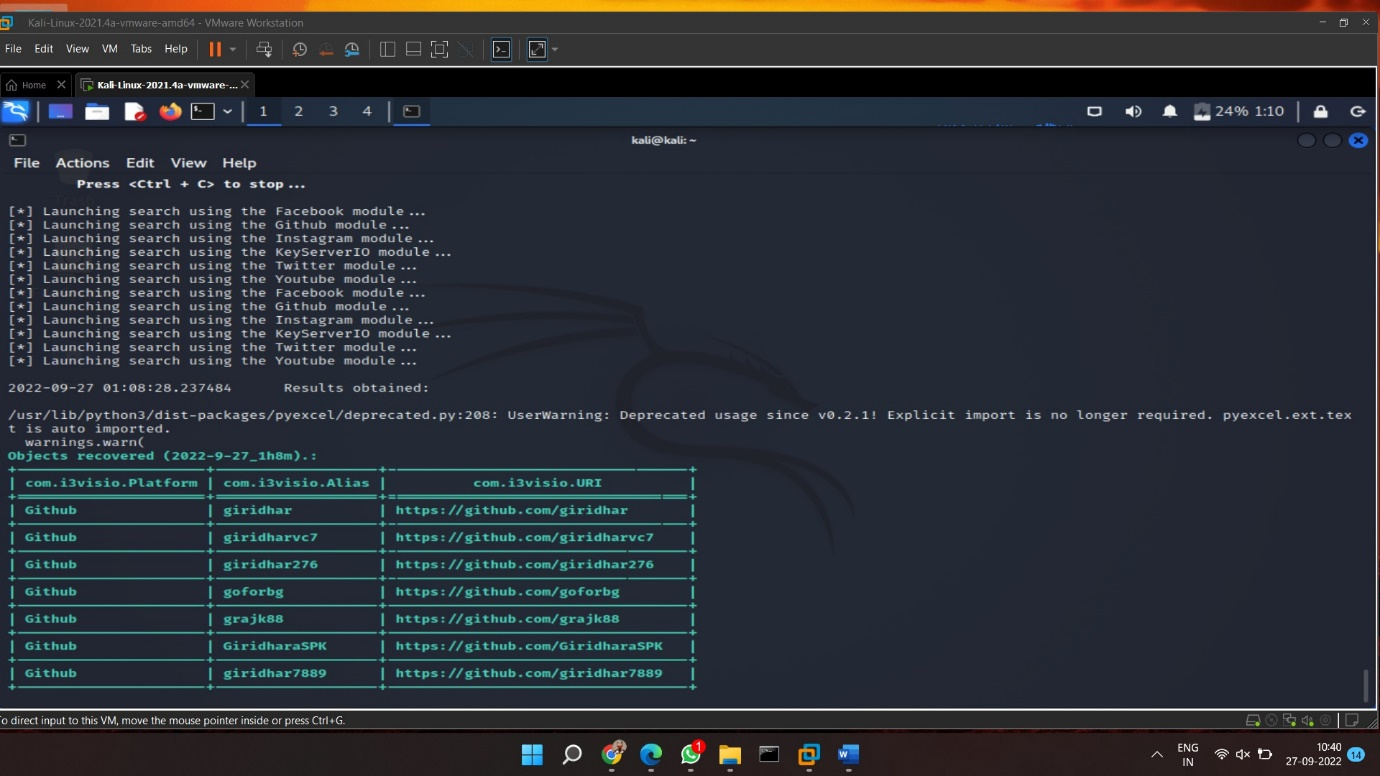 Kali-Linux-2021.4a-vmware-amd64 - VMware Workstation
File Edit View VM Tabs Help
Home Kali-Linux-2021.4a-vmware-...
1 2 3 4 24% 1:10
kali@kali: ~
File Actions Edit View Help
Press <Ctrl + C> to stop...
[*] Launching search using the Facebook module...
[*] Launching search using the Github module...
[*] Launching search using the Instagram module...
[*] Launching search using the KeyServerIO module...
[*] Launching search using the Twitter module...
[*] Launching search using the Youtube module...
[*] Launching search using the Facebook module...
[*] Launching search using the Github module...
[*] Launching search using the Instagram module...
[*] Launching search using the KeyServerIO module...
[*] Launching search using the Twitter module...
[*] Launching search using the Youtube module...
2022-09-27 01:08:28.237484 Results obtained:
/usr/lib/python3/dist-packages/pyexcel/deprecated.py:208: UserWarning: Deprecated usage since v0.2.1! Explicit import is no longer required. pyexcel.ext.tex
t is auto imported.
warnings.warn(
Objects recovered (2022-9-27_1h8m).:
| com.i3visio.Platform | com.i3visio.Alias | com.i3visio.URI |
| Github | giridhar | https://github.com/giridhar |
| Github | giridharvc7 | https://github.com/giridharvc7 |
| Github | giridhar276 | https://github.com/giridhar276 |
| Github | goforbg | https://github.com/goforbg |
| Github | grajk88 | https://github.com/grajk88 |
| Github | GiridharaSPK | https://github.com/GiridharaSPK |
| Github | giridhar7889 | https://github.com/giridhar7889 |
To direct input to this VM, move the mouse pointer inside or press Ctrl+G.
1 ENG 10:40
IN 27-09-2022 14